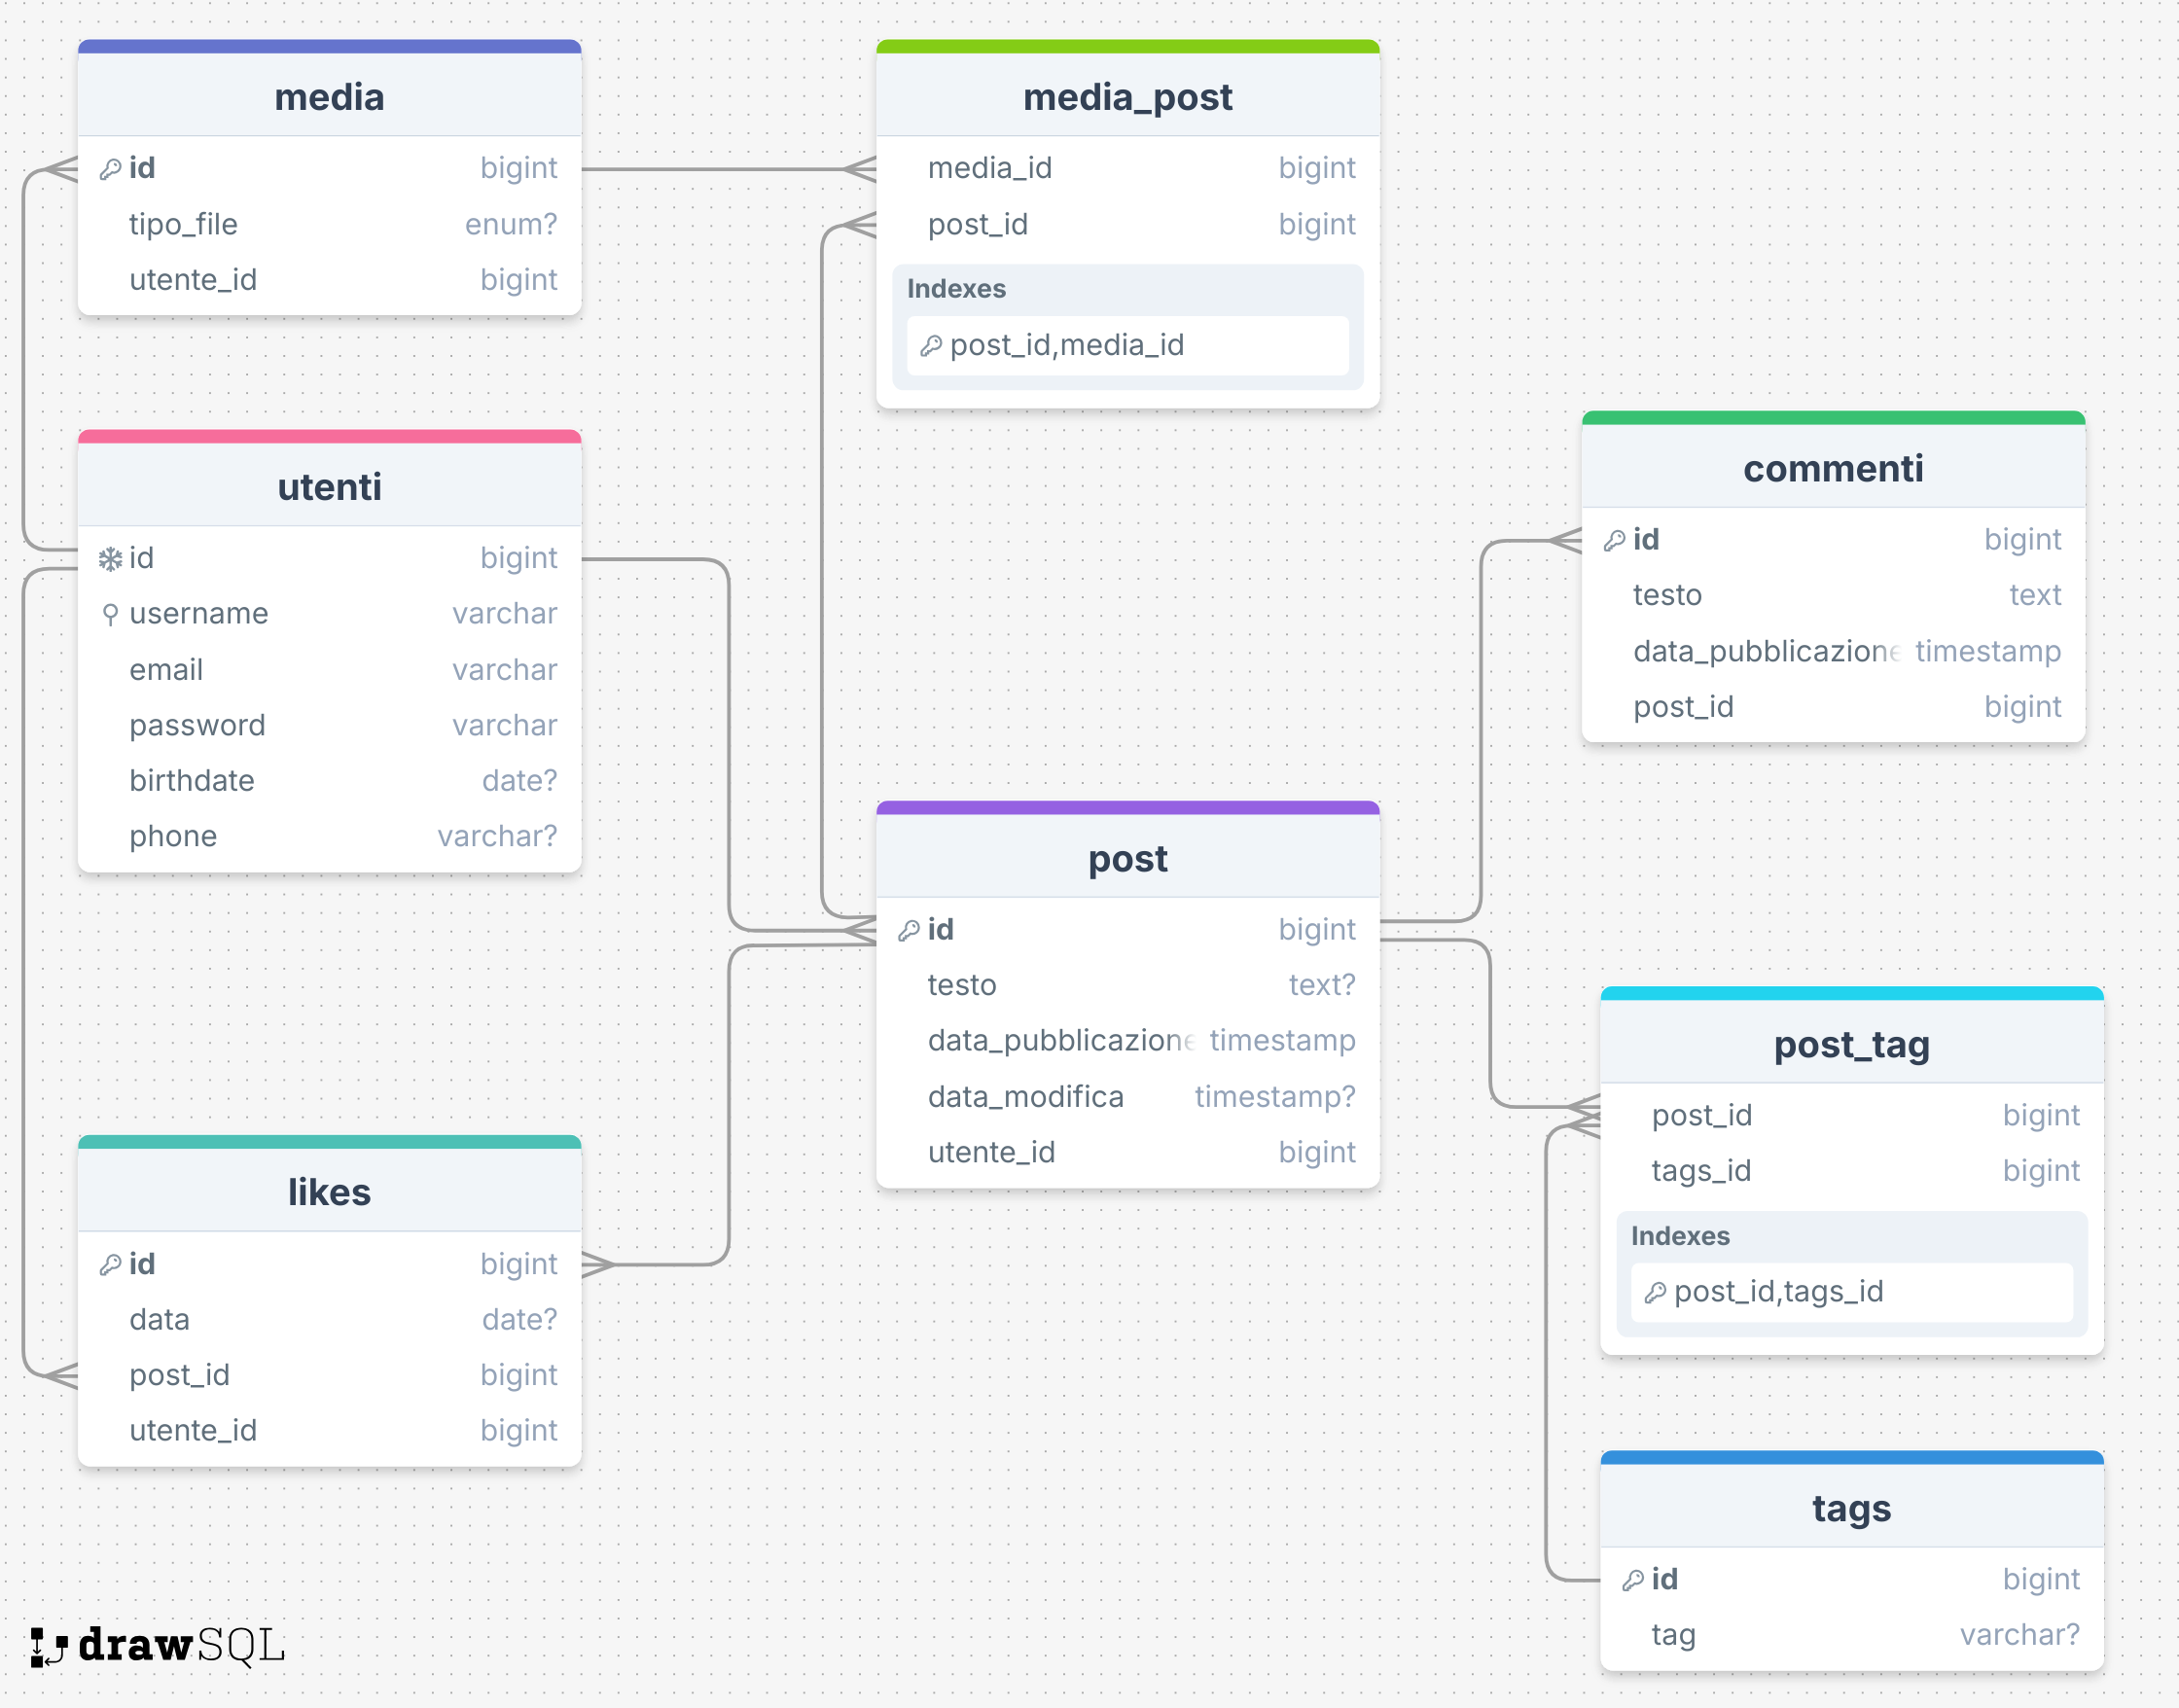 media
id bigint
tipo_file enum?
utente_id bigint
media_post
media_id bigint
post_id bigint
Indexes
post_id,media_id
utenti
id bigint
username varchar
email varchar
password varchar
birthdate date?
phone varchar?
commenti
id bigint
testo text
data_pubblicazione timestamp
post_id bigint
post
id bigint
testo text?
data_pubblicazione timestamp
data_modifica timestamp?
utente_id bigint
post_tag
post_id bigint
tags_id bigint
Indexes
post_id,tags_id
likes
id bigint
data date?
post_id bigint
utente_id bigint
tags
id bigint
tag varchar?
drawSQL